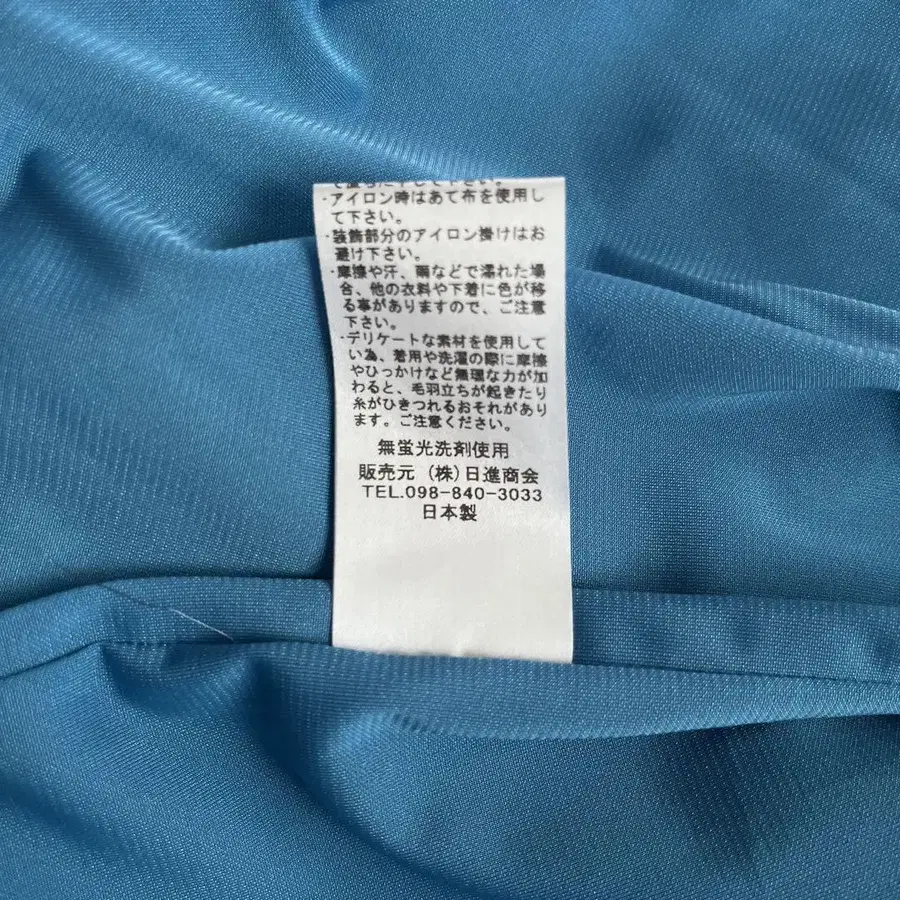 ・アイロン時はあて布を使用し
て下さい。
・装飾部分のアイロン掛けはお
避け下さい。
・摩擦や汗、雨などで濡れた場
合、他の衣料や下着に色が移
る事がありますので、ご注意
下さい。
・デリケートな素材を使用して
い為、着用や洗濯の際に摩擦
やひっかけなど無理な力が加
わると、毛羽立ちが起きたり
糸がひきつれるおそれがあり
ます。ご注意ください。
無蛍光洗剤使用
販売元 (株)日進商会
TEL.098-840-3033
日本製